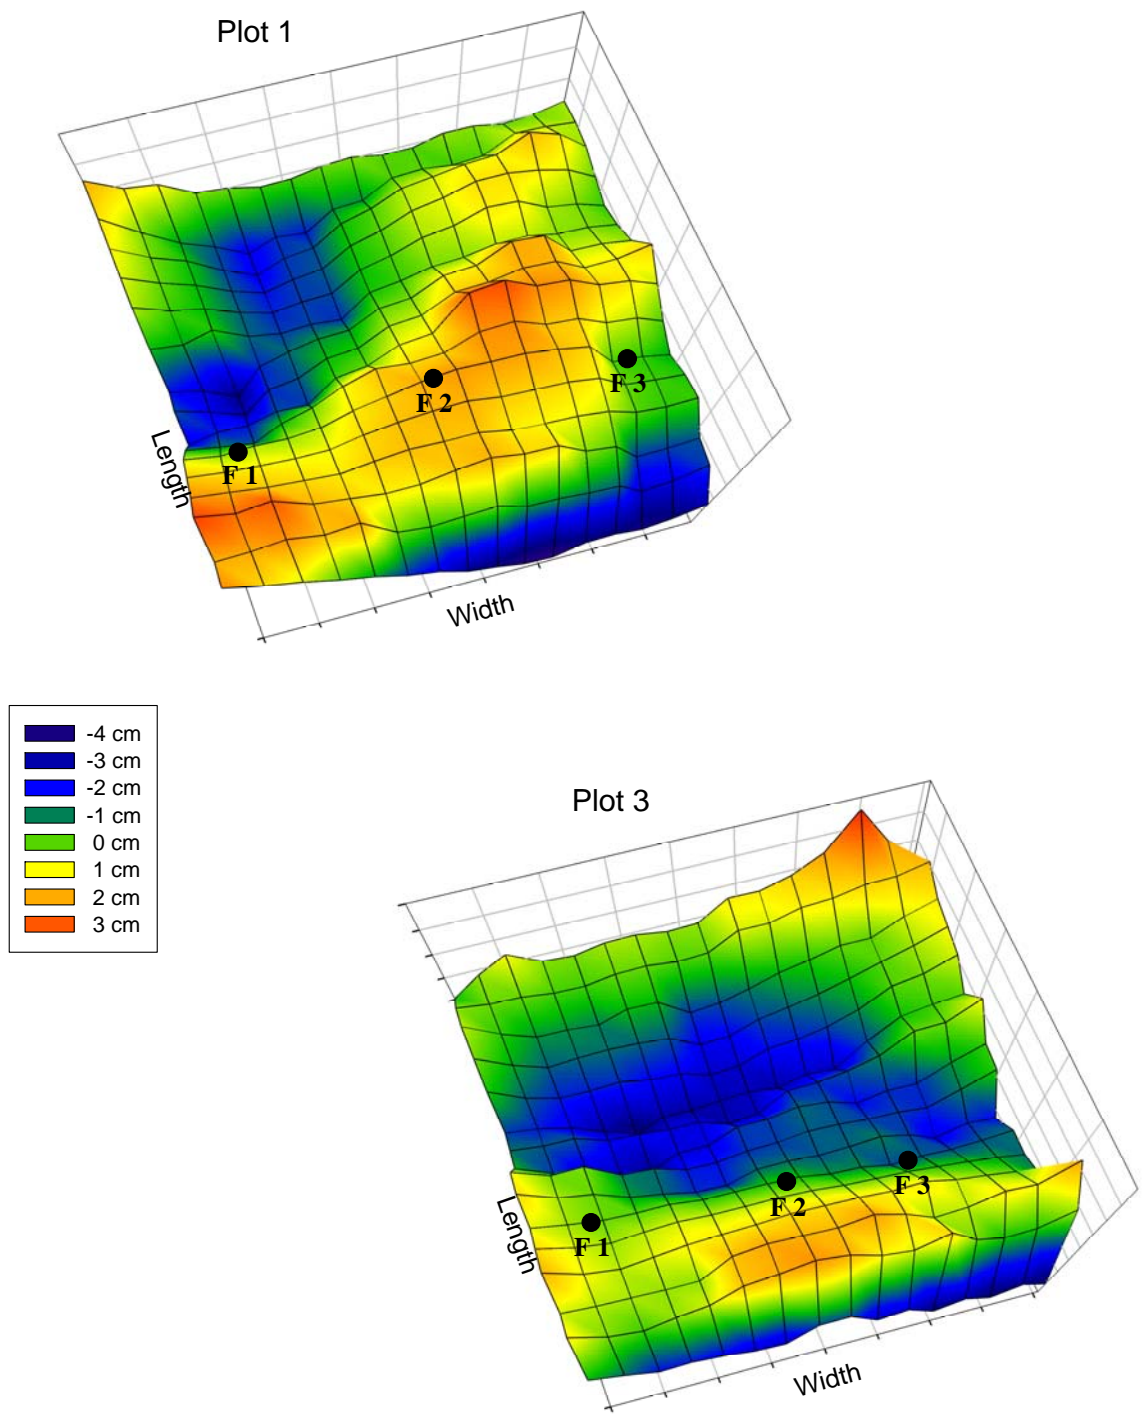 Plot 1
F 1
F 2
F 3
Length
Width
-4 cm
-3 cm
-2 cm
-1 cm
0 cm
1 cm
2 cm
3 cm
Plot 3
F 1
F 2
F 3
Length
Width